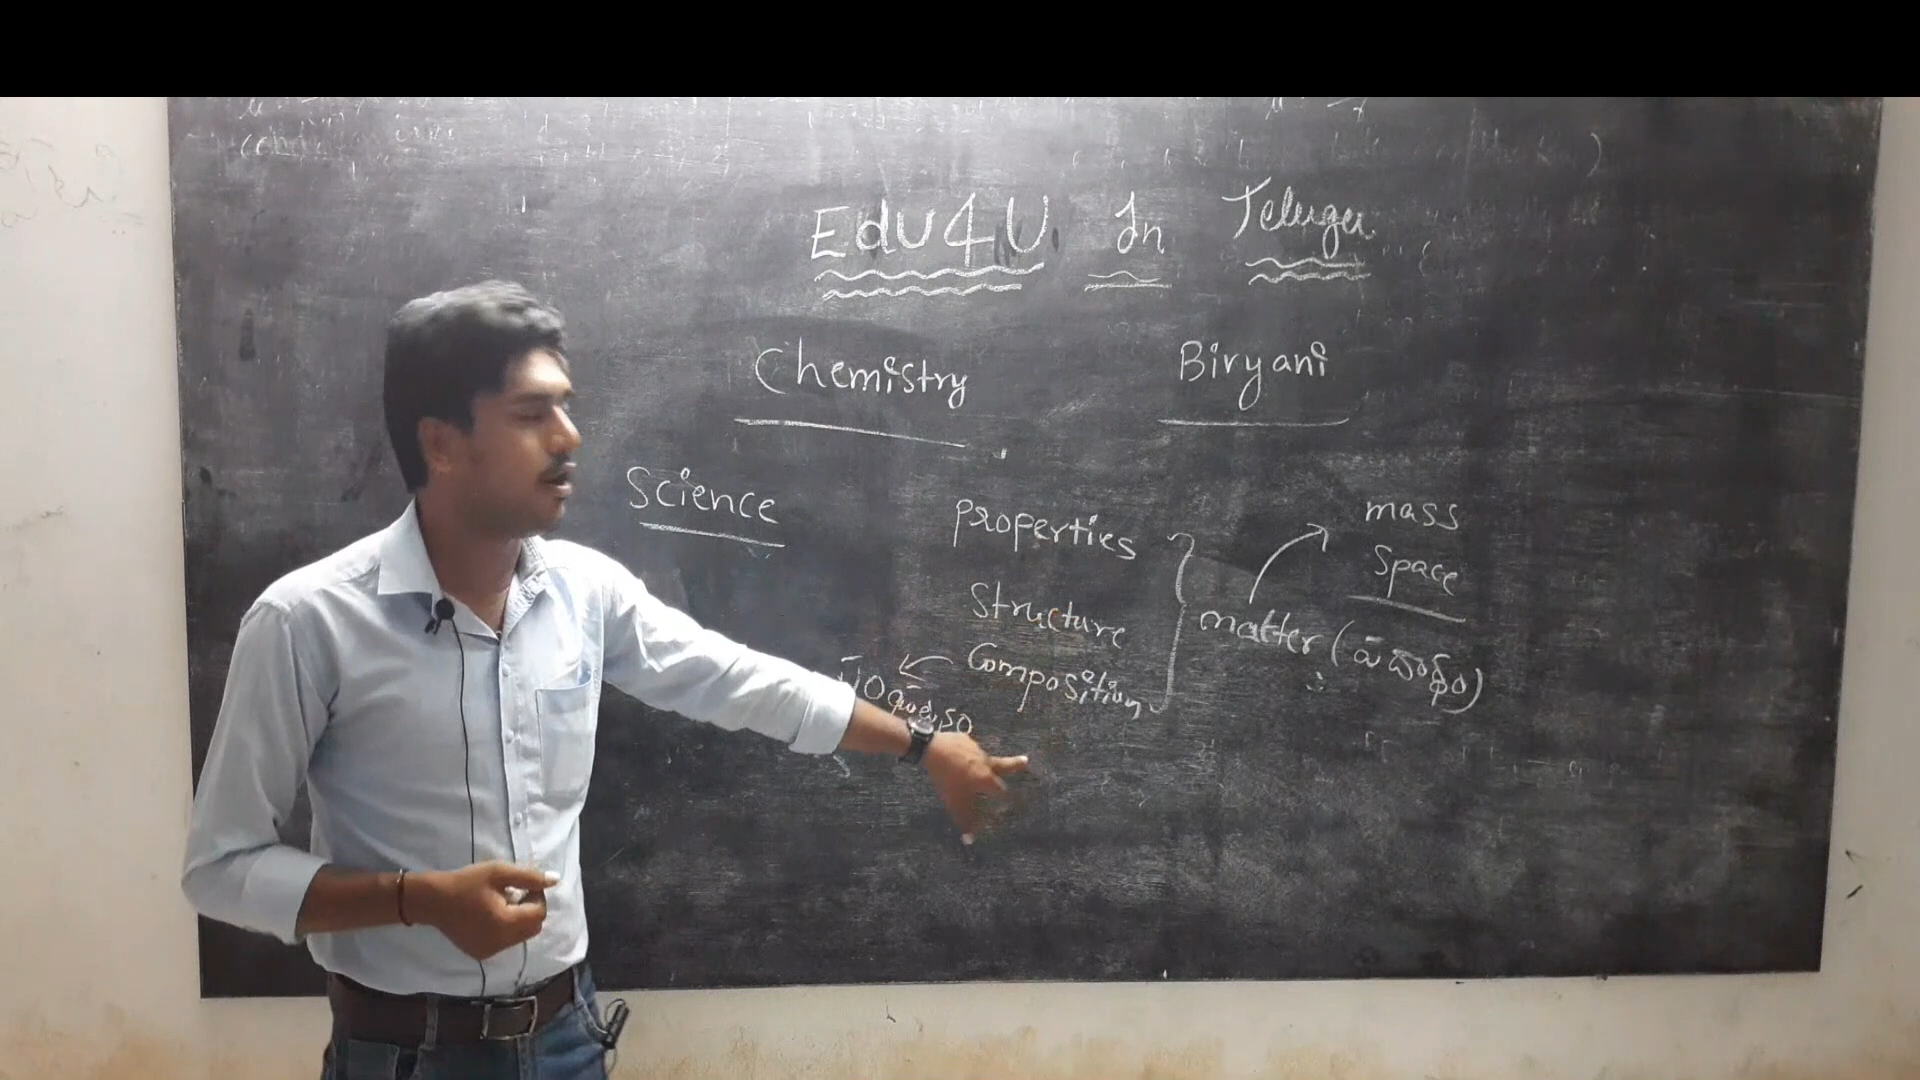 Edu4U In Telugu
Chemistry Biryani
Science
properties
Structure
Composition
matter (పదార్థం)
mass
Space